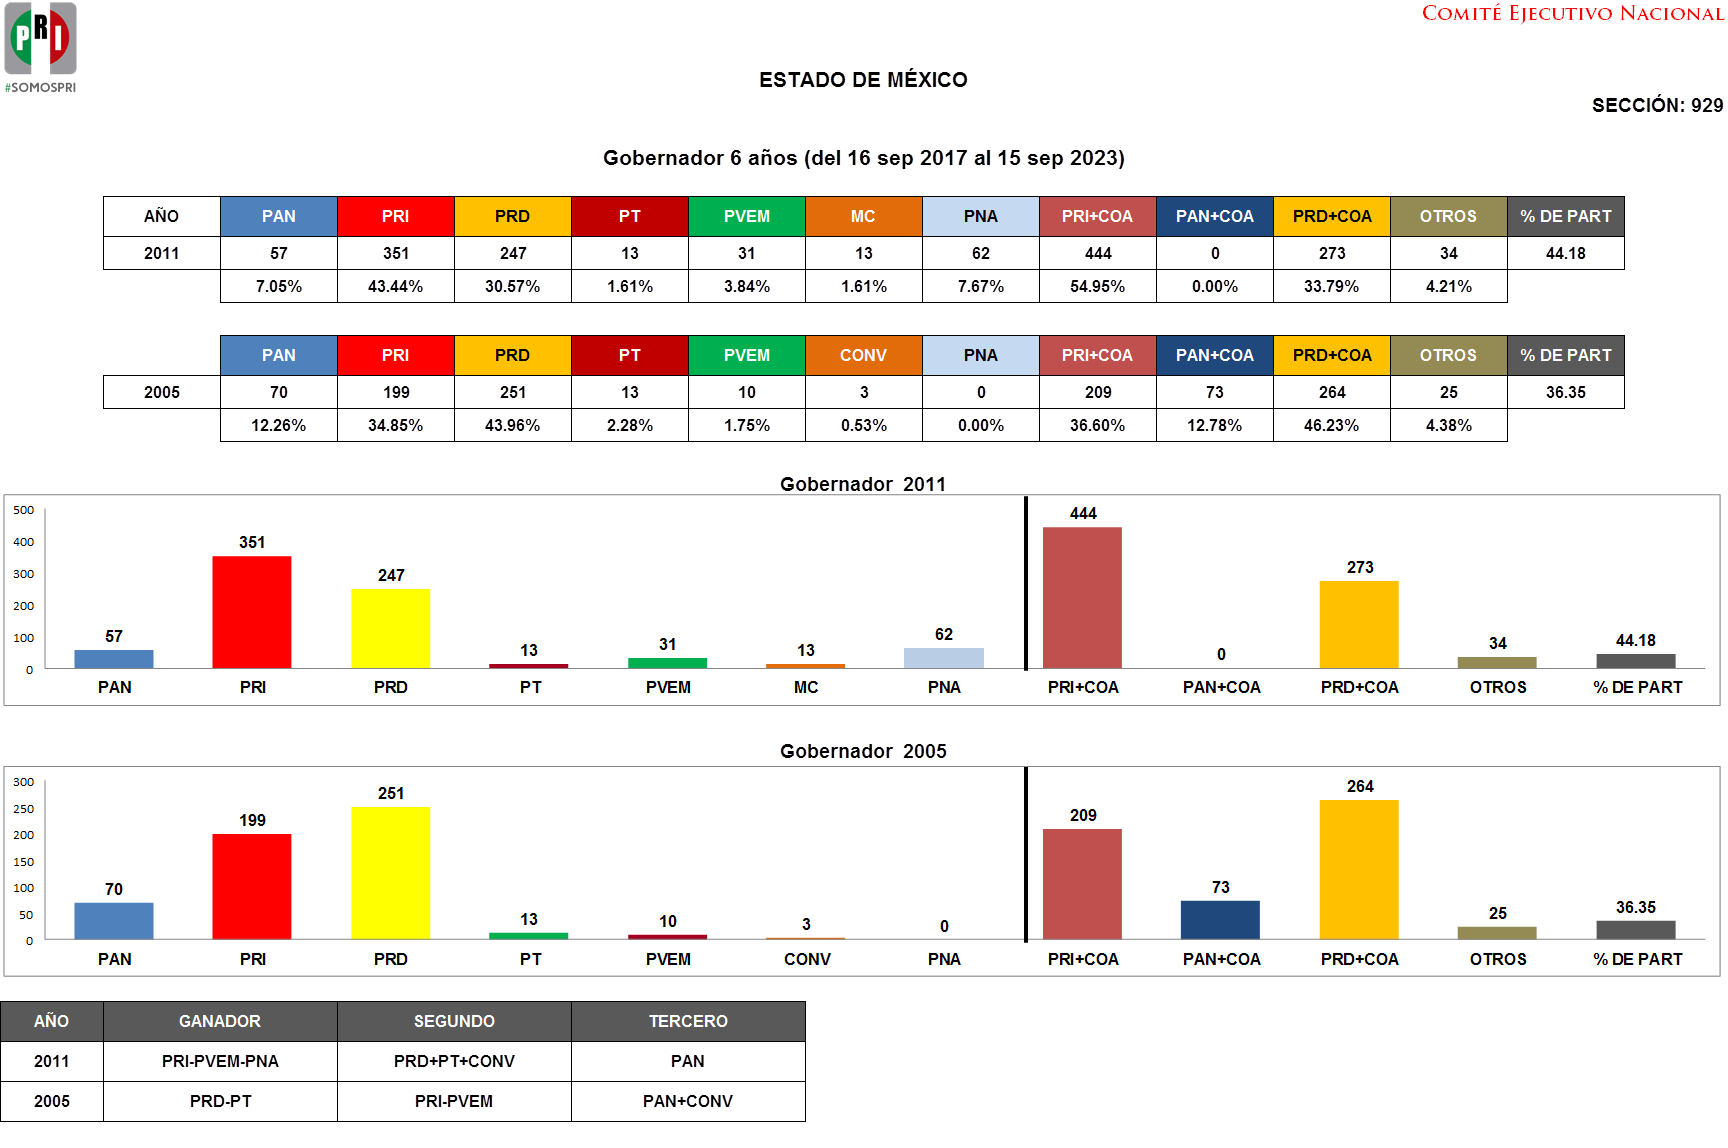 PRI
#SOMOSPRI
COMITÉ EJECUTIVO NACIONAL
ESTADO DE MÉXICO
SECCIÓN: 929
Gobernador 6 años (del 16 sep 2017 al 15 sep 2023)
AÑO PAN PRI PRD PT PVEM MC PNA PRI+COA PAN+COA PRD+COA OTROS % DE PART
2011 57 351 247 13 31 13 62 444 0 273 34 44.18
7.05% 43.44% 30.57% 1.61% 3.84% 1.61% 7.67% 54.95% 0.00% 33.79% 4.21%
PAN PRI PRD PT PVEM CONV PNA PRI+COA PAN+COA PRD+COA OTROS % DE PART
2005 70 199 251 13 10 3 0 209 73 264 25 36.35
12.26% 34.85% 43.96% 2.28% 1.75% 0.53% 0.00% 36.60% 12.78% 46.23% 4.38%
Gobernador 2011
500
400
300
200
100
0
57 351 247 13 31 13 62 444 0 273 34 44.18
PAN PRI PRD PT PVEM MC PNA PRI+COA PAN+COA PRD+COA OTROS % DE PART
Gobernador 2005
300
250
200
150
100
50
0
70 199 251 13 10 3 0 209 73 264 25 36.35
PAN PRI PRD PT PVEM CONV PNA PRI+COA PAN+COA PRD+COA OTROS % DE PART
AÑO GANADOR SEGUNDO TERCERO
2011 PRI-PVEM-PNA PRD+PT+CONV PAN
2005 PRD-PT PRI-PVEM PAN+CONV